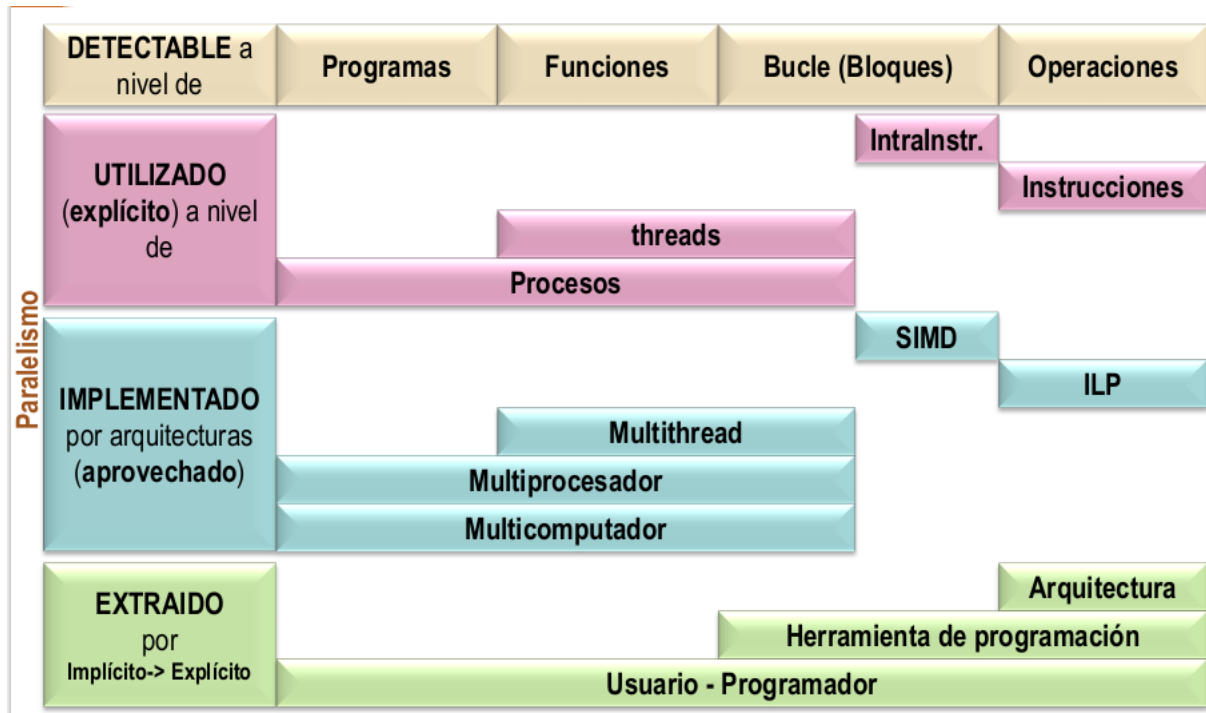 DETECTABLE a
nivel de
Programas
Funciones
Bucle (Bloques)
Operaciones
Paralelismo
UTILIZADO
(explícito) a nivel
de
IntraInstr.
Instrucciones
threads
Procesos
IMPLEMENTADO
por arquitecturas
(aprovechado)
SIMD
ILP
Multithread
Multiprocesador
Multicomputador
EXTRAIDO
por
Implícito-> Explícito
Arquitectura
Herramienta de programación
Usuario - Programador